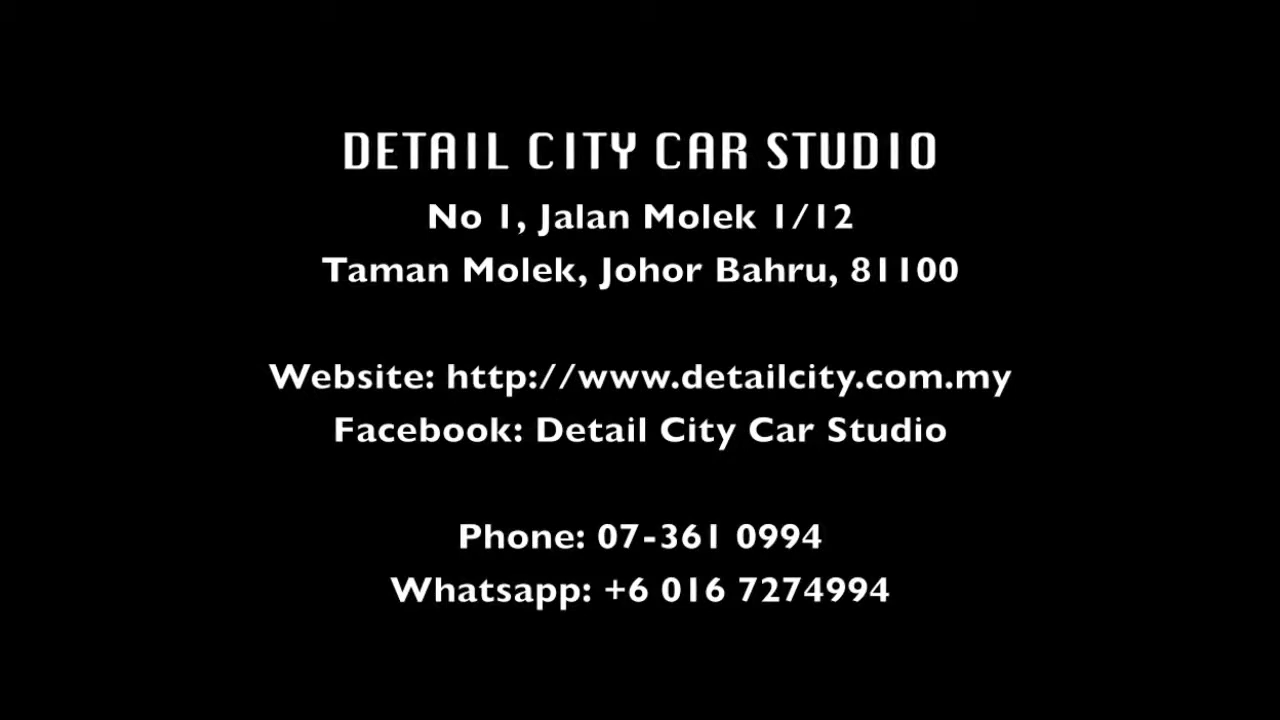 DETAIL CITY CAR STUDIO
No 1, Jalan Molek 1/12
Taman Molek, Johor Bahru, 81100
Website: http://www.detailcity.com.my
Facebook: Detail City Car Studio
Phone: 07-361 0994
Whatsapp: +6 016 7274994